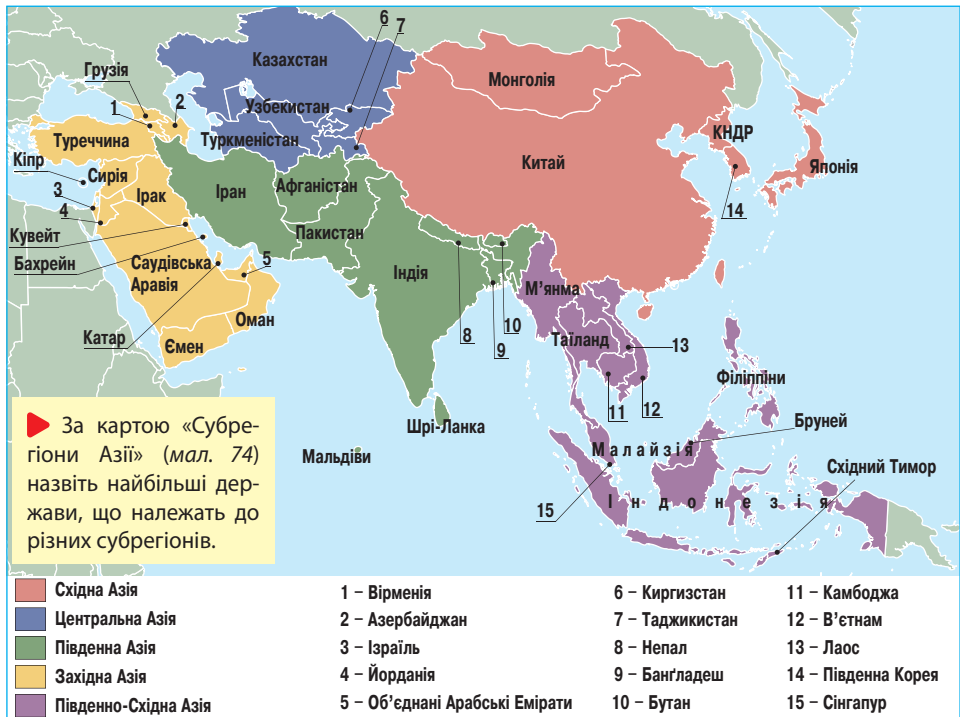 6
7
Казахстан
Грузія
Монголія
1
2
Узбекистан
Туреччина
Туркменістан
КНДР
Кіпр
Китай
Японія
Сирія
Афганістан
3
Ірак
Іран
4
14
Кувейт
Пакистан
Бахрейн
Саудівська
Аравія
5
Індія
М'янма
Оман
Катар
8
10
Таїланд
13
Ємен
9
Філіппіни
11
12
Шрі-Ланка
Бруней
Мальдіви
Малайзія
Східний Тимор
15
Індонезія
За картою «Субре-
гіони Азії» (мал. 74)
назвіть найбільші дер-
жави, що належать до
різних субрегіонів.
Східна Азія
Центральна Азія
Південна Азія
Західна Азія
Південно-Східна Азія
1 – Вірменія
2 – Азербайджан
3 – Ізраїль
4 – Йорданія
5 – Об'єднані Арабські Емірати
6 – Киргизстан
7 – Таджикистан
8 – Непал
9 – Банґладеш
10 – Бутан
11 – Камбоджа
12 – В'єтнам
13 – Лаос
14 – Південна Корея
15 – Сінгапур